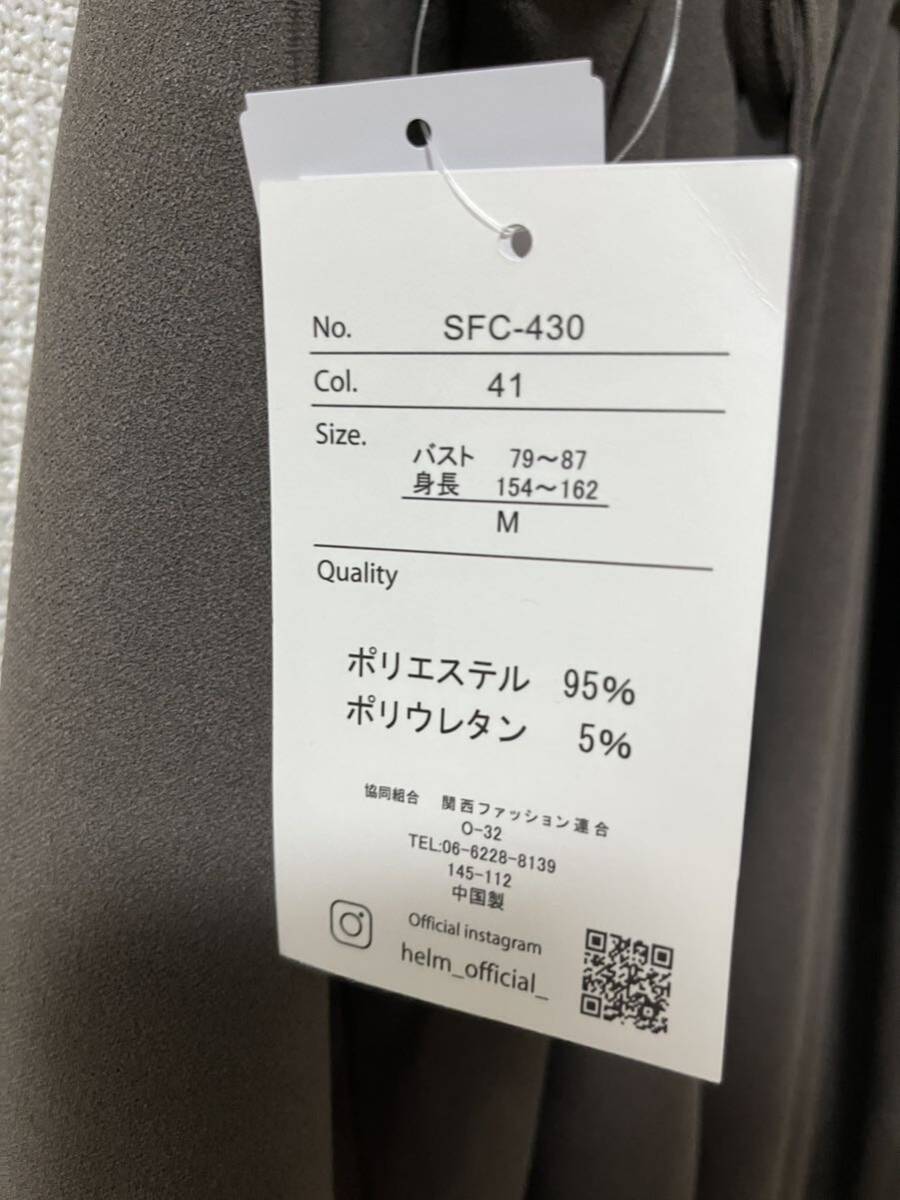 No. SFC-430
Col. 41
Size.
バスト 79～87
身長 154～162
M
Quality
ポリエステル 95%
ポリウレタン 5%
協同組合 関西ファッション連合
O-32
TEL:06-6228-8139
145-112
中国製
Official instagram
helm_official_